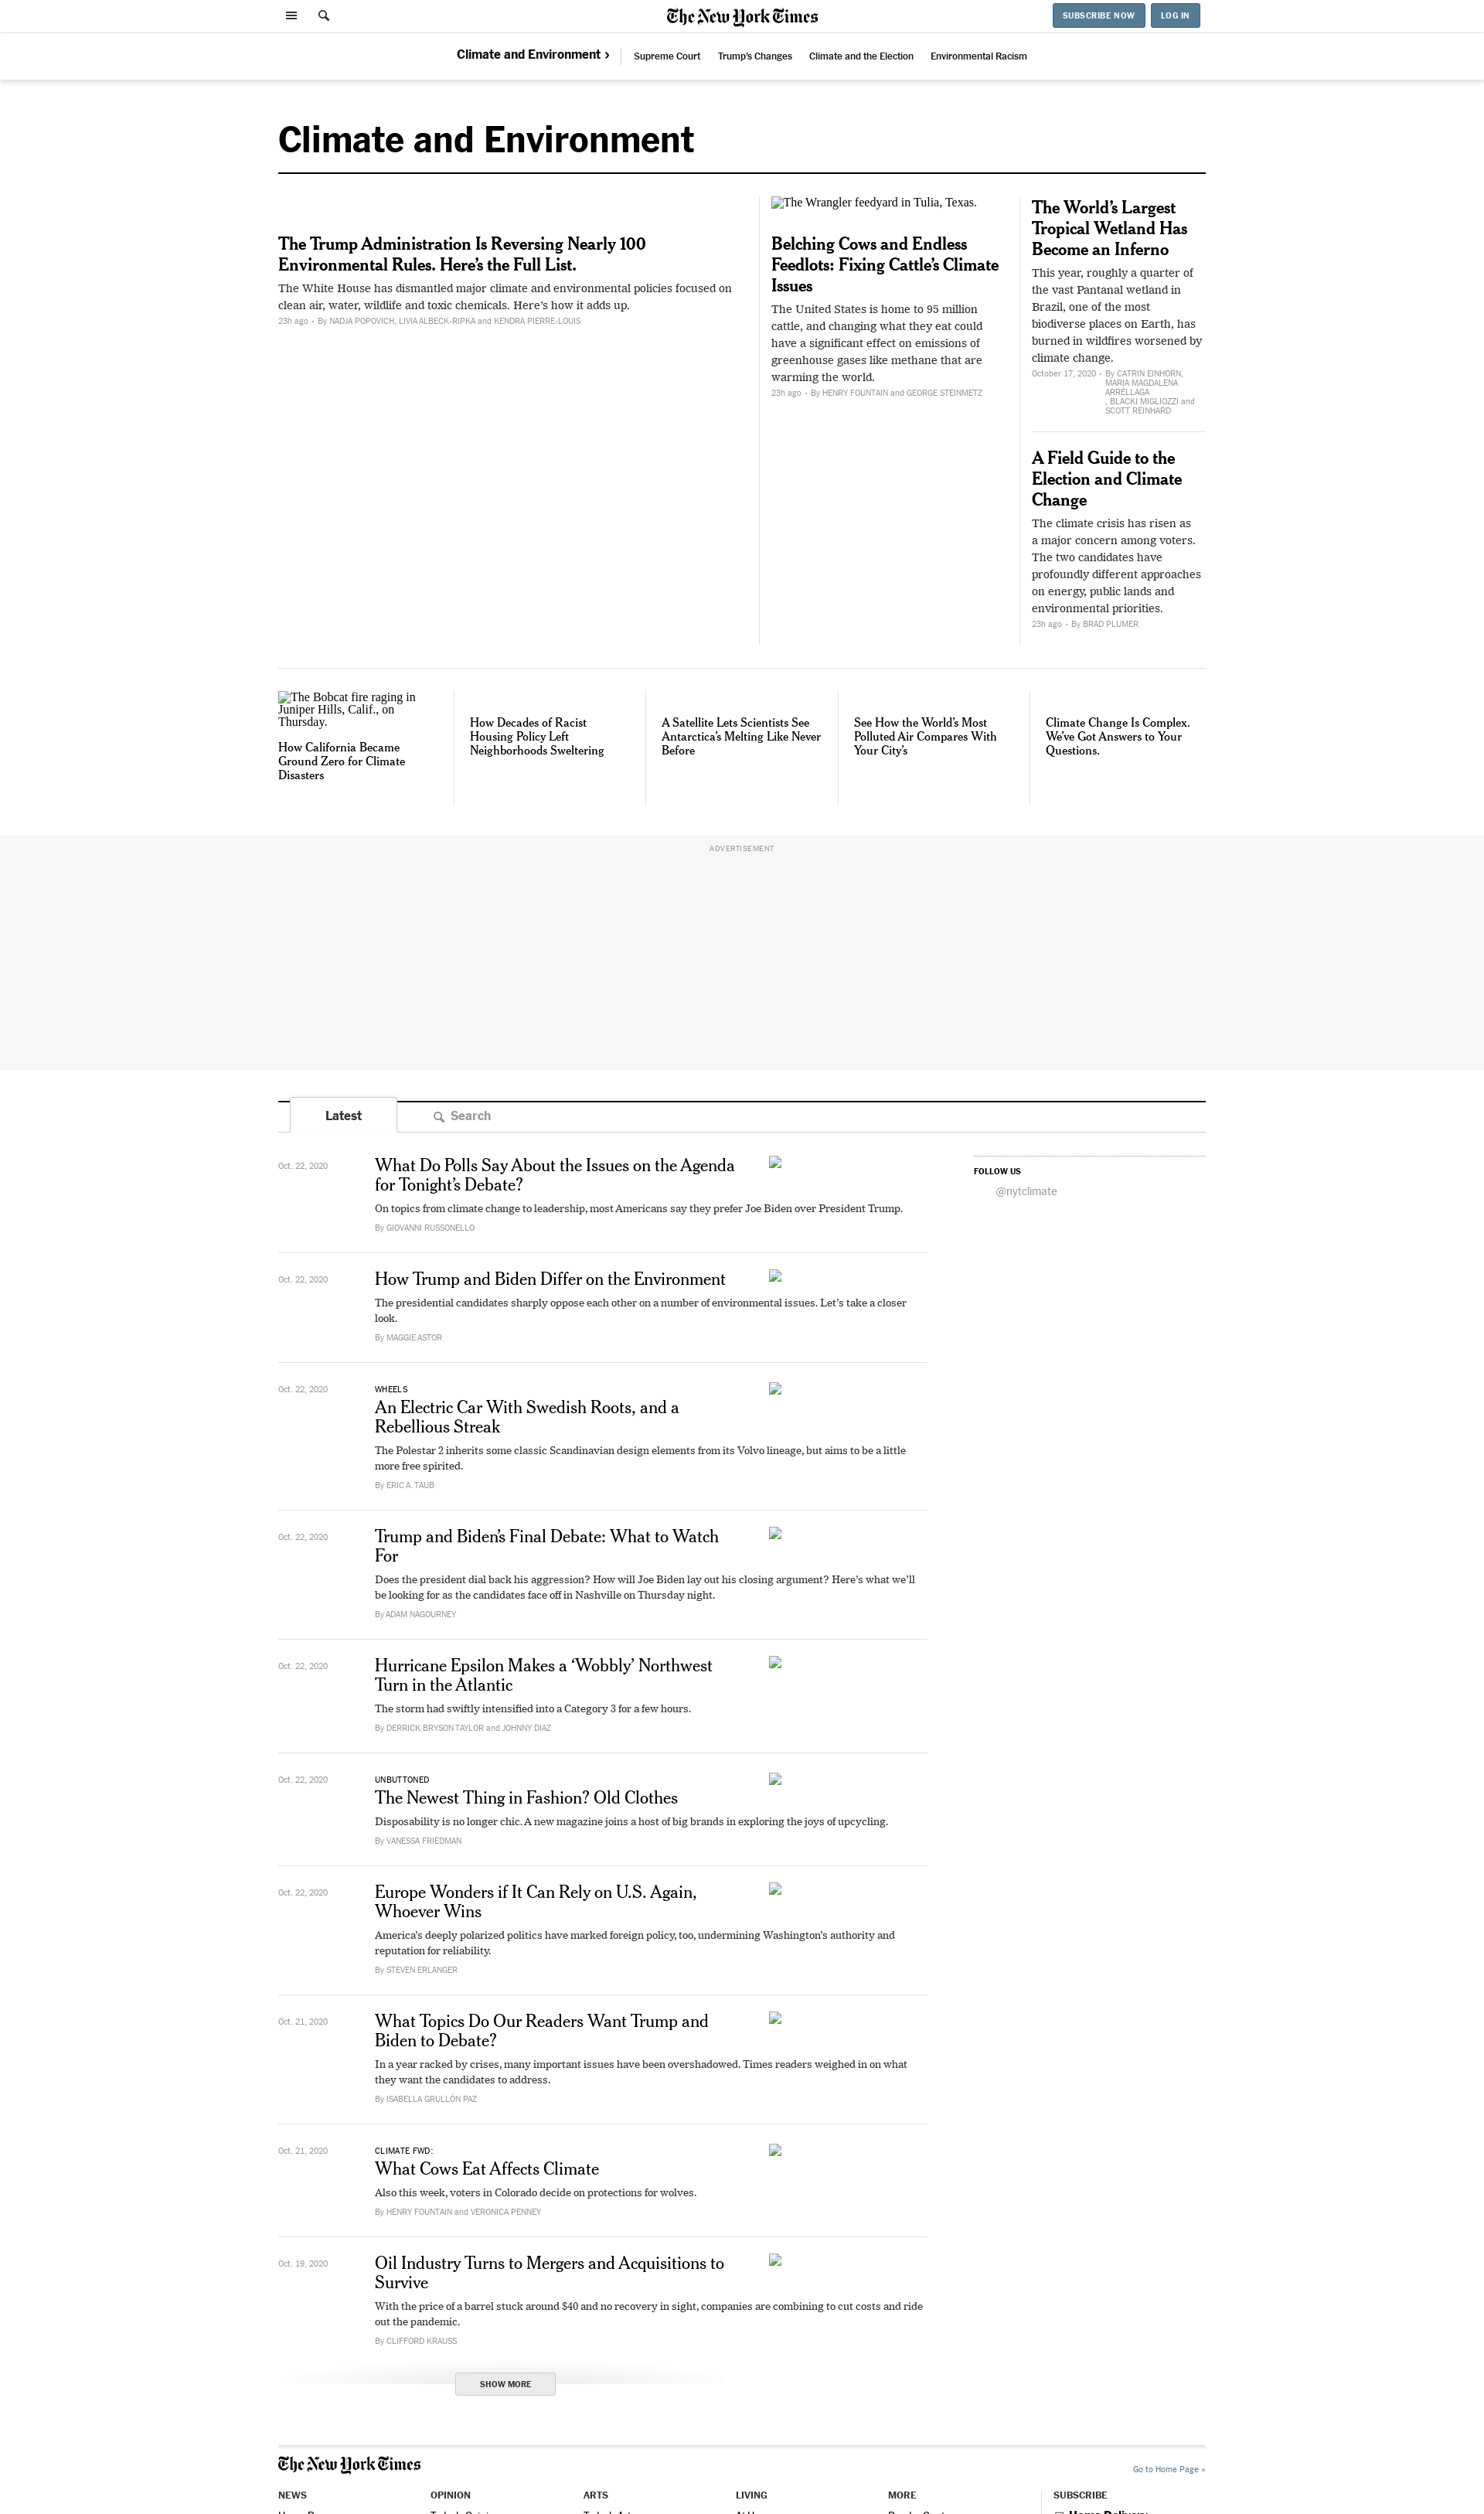 The New York Times
SUBSCRIBE NOW
LOG IN
Climate and Environment ›
Supreme Court
Trump's Changes
Climate and the Election
Environmental Racism
Climate and Environment
The Trump Administration Is Reversing Nearly 100
Environmental Rules. Here's the Full List.
The White House has dismantled major climate and environmental policies focused on
clean air, water, wildlife and toxic chemicals. Here's how it adds up.
23h ago • By NADJA POPOVICH, LIVIA ALBECK-RIPKA and KENDRA PIERRE-LOUIS
The Wrangler feedyard in Tulia, Texas.
Belching Cows and Endless
Feedlots: Fixing Cattle's Climate
Issues
The United States is home to 95 million
cattle, and changing what they eat could
have a significant effect on emissions of
greenhouse gases like methane that are
warming the world.
23h ago • By HENRY FOUNTAIN and GEORGE STEINMETZ
The World's Largest
Tropical Wetland Has
Become an Inferno
This year, roughly a quarter of
the vast Pantanal wetland in
Brazil, one of the most
biodiverse places on Earth, has
burned in wildfires worsened by
climate change.
October 17, 2020 • By CATRIN EINHORN,
MARIA MAGDALENA
ARRÉLLAGA
, BLACKI MIGLIOZZI and
SCOTT REINHARD
A Field Guide to the
Election and Climate
Change
The climate crisis has risen as
a major concern among voters.
The two candidates have
profoundly different approaches
on energy, public lands and
environmental priorities.
23h ago • By BRAD PLUMER
The Bobcat fire raging in
Juniper Hills, Calif., on
Thursday.
How California Became
Ground Zero for Climate
Disasters
How Decades of Racist
Housing Policy Left
Neighborhoods Sweltering
A Satellite Lets Scientists See
Antarctica's Melting Like Never
Before
See How the World's Most
Polluted Air Compares With
Your City's
Climate Change Is Complex.
We've Got Answers to Your
Questions.
ADVERTISEMENT
Latest
Search
Oct. 22, 2020
What Do Polls Say About the Issues on the Agenda
for Tonight's Debate?
On topics from climate change to leadership, most Americans say they prefer Joe Biden over President Trump.
By GIOVANNI RUSSONELLO
FOLLOW US
@nytclimate
Oct. 22, 2020
How Trump and Biden Differ on the Environment
The presidential candidates sharply oppose each other on a number of environmental issues. Let's take a closer
look.
By MAGGIE ASTOR
Oct. 22, 2020
WHEELS
An Electric Car With Swedish Roots, and a
Rebellious Streak
The Polestar 2 inherits some classic Scandinavian design elements from its Volvo lineage, but aims to be a little
more free spirited.
By ERIC A. TAUB
Oct. 22, 2020
Trump and Biden's Final Debate: What to Watch
For
Does the president dial back his aggression? How will Joe Biden lay out his closing argument? Here's what we'll
be looking for as the candidates face off in Nashville on Thursday night.
By ADAM NAGOURNEY
Oct. 22, 2020
Hurricane Epsilon Makes a 'Wobbly' Northwest
Turn in the Atlantic
The storm had swiftly intensified into a Category 3 for a few hours.
By DERRICK BRYSON TAYLOR and JOHNNY DIAZ
Oct. 22, 2020
UNBUTTONED
The Newest Thing in Fashion? Old Clothes
Disposability is no longer chic. A new magazine joins a host of big brands in exploring the joys of upcycling.
By VANESSA FRIEDMAN
Oct. 22, 2020
Europe Wonders if It Can Rely on U.S. Again,
Whoever Wins
America's deeply polarized politics have marked foreign policy, too, undermining Washington's authority and
reputation for reliability.
By STEVEN ERLANGER
Oct. 21, 2020
What Topics Do Our Readers Want Trump and
Biden to Debate?
In a year racked by crises, many important issues have been overshadowed. Times readers weighed in on what
they want the candidates to address.
By ISABELLA GRULLÓN PAZ
Oct. 21, 2020
CLIMATE FWD:
What Cows Eat Affects Climate
Also this week, voters in Colorado decide on protections for wolves.
By HENRY FOUNTAIN and VERONICA PENNEY
Oct. 19, 2020
Oil Industry Turns to Mergers and Acquisitions to
Survive
With the price of a barrel stuck around $40 and no recovery in sight, companies are combining to cut costs and ride
out the pandemic.
By CLIFFORD KRAUSS
SHOW MORE
The New York Times
Go to Home Page »
NEWS
OPINION
ARTS
LIVING
MORE
SUBSCRIBE